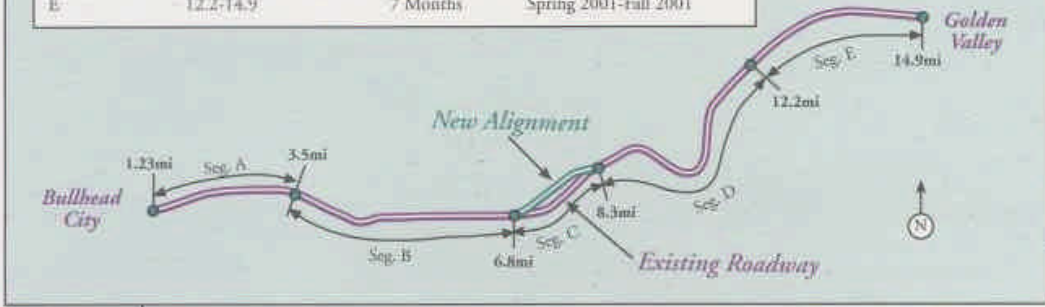 E 12.2-14.9 7 Months Spring 2001-Fall 2001
Golden
Valley
14.9mi
Seg. E
12.2mi
New Alignment
1.23mi
Seg. A
3.5mi
Bullhead
City
8.3mi
Seg. D
Seg. B
6.8mi
Seg. C
Existing Roadway
N